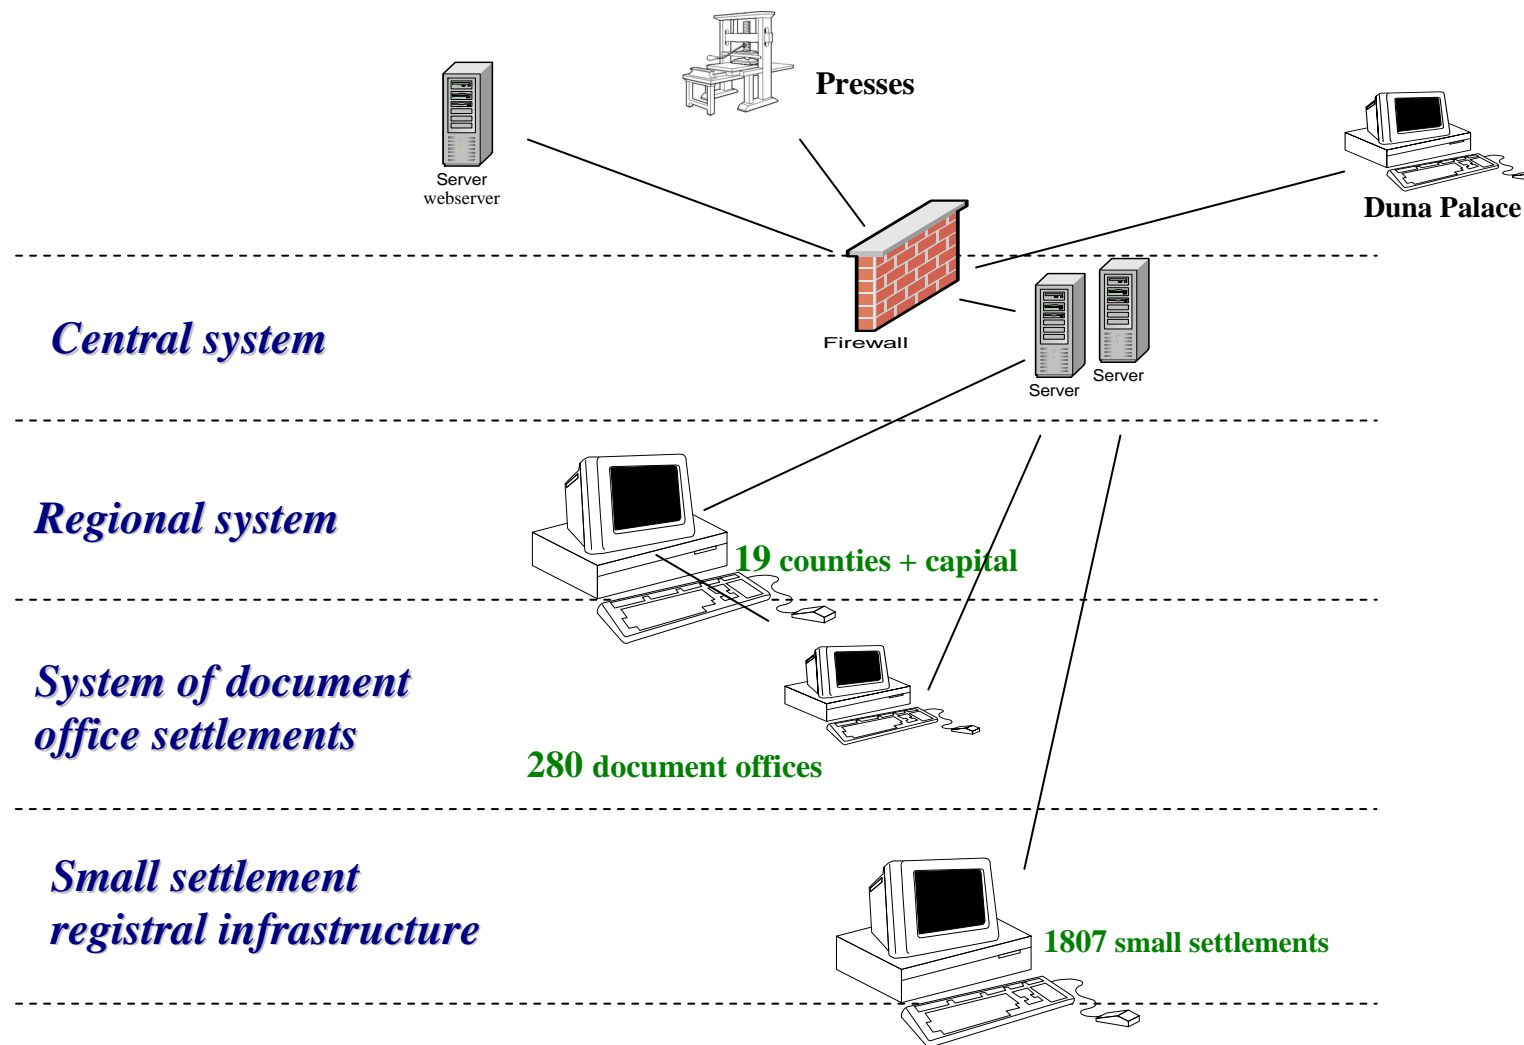 Presses
Server
webserver
Duna Palace
Central system
Firewall
Server
Server
Regional system
19 counties + capital
System of document
office settlements
280 document offices
Small settlement
registral infrastructure
1807 small settlements